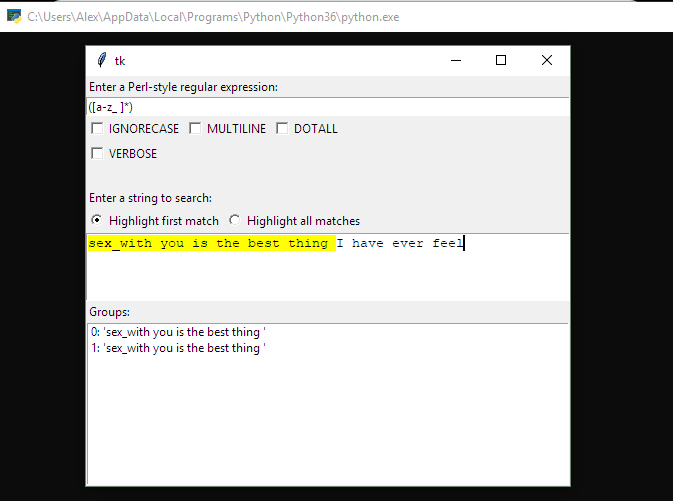 C:\Users\Alex\AppData\Local\Programs\Python\Python36\python.exe
tk
Enter a Perl-style regular expression:
([a-z_ ]*)
IGNORECASE MULTILINE DOTALL
VERBOSE
Enter a string to search:
Highlight first match Highlight all matches
sex_with you is the best thing I have ever feel
Groups:
0: 'sex_with you is the best thing '
1: 'sex_with you is the best thing '